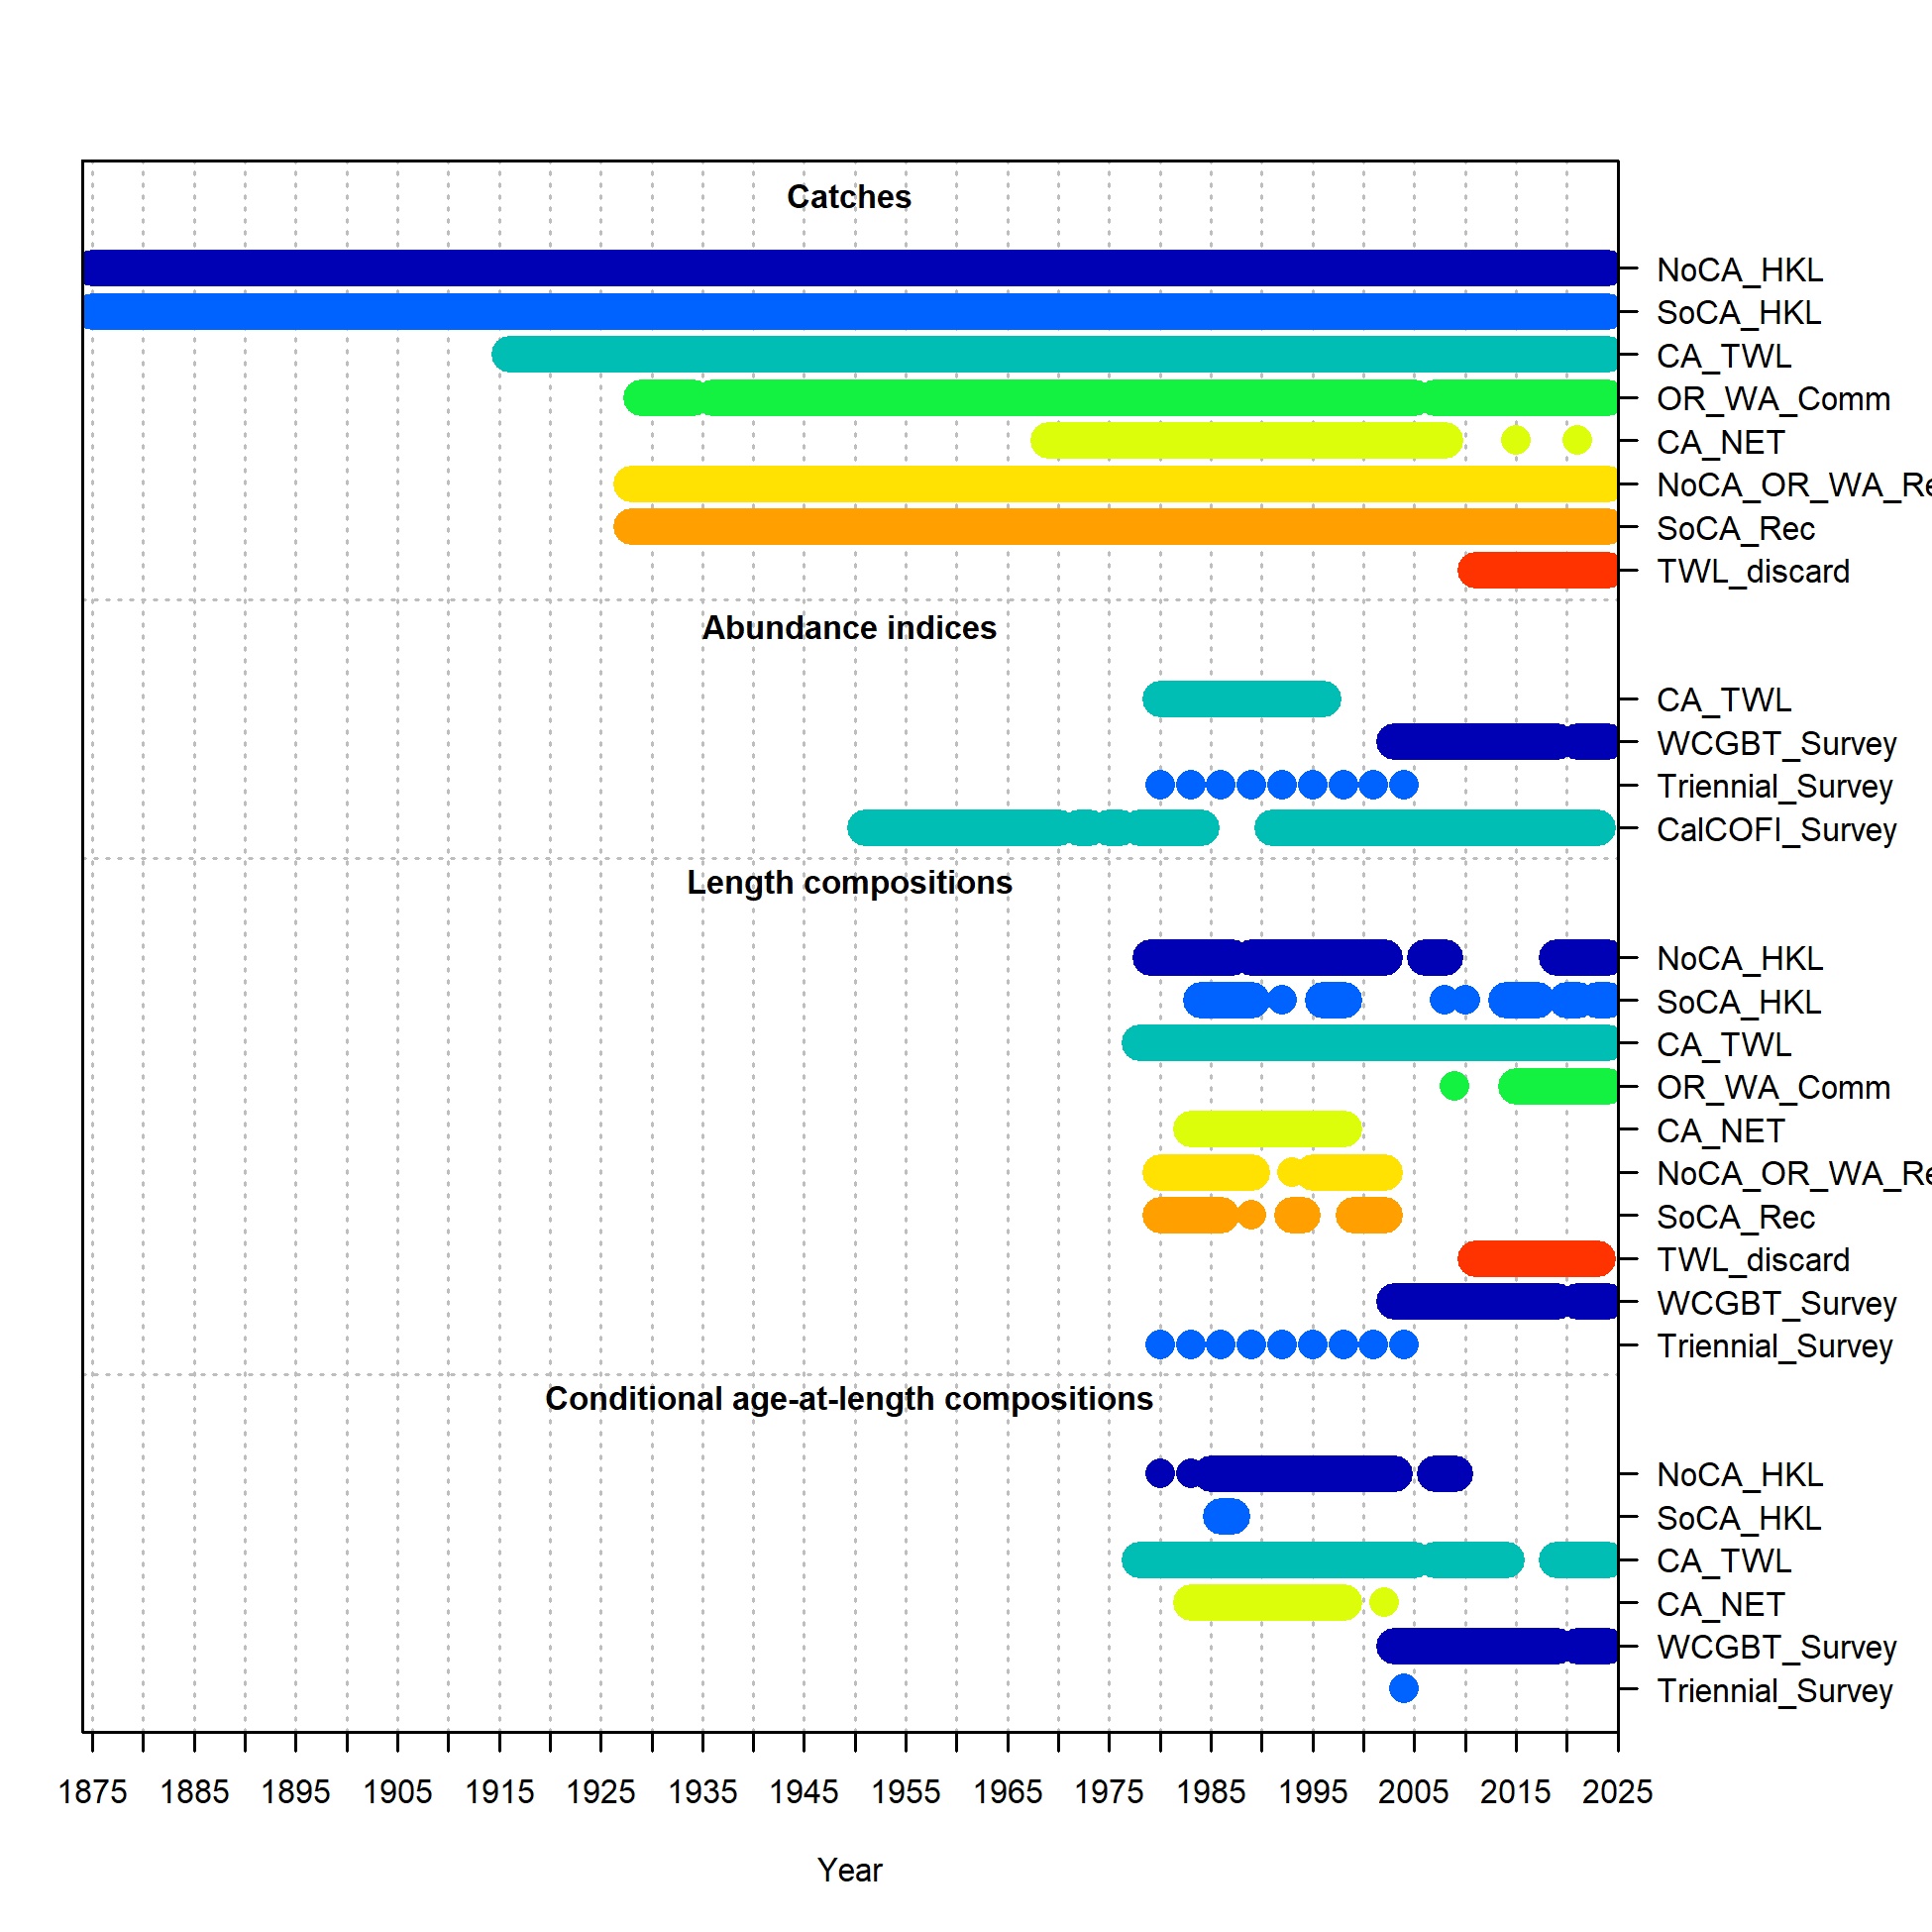 Catches
NoCA_HKL
SoCA_HKL
CA_TWL
OR_WA_Comm
CA_NET
NoCA_OR_WA_Re
SoCA_Rec
TWL_discard
Abundance indices
CA_TWL
WCGBT_Survey
Triennial_Survey
CalCOFI_Survey
Length compositions
NoCA_HKL
SoCA_HKL
CA_TWL
OR_WA_Comm
CA_NET
NoCA_OR_WA_Re
SoCA_Rec
TWL_discard
WCGBT_Survey
Triennial_Survey
Conditional age-at-length compositions
NoCA_HKL
SoCA_HKL
CA_TWL
CA_NET
WCGBT_Survey
Triennial_Survey
1875 1885 1895 1905 1915 1925 1935 1945 1955 1965 1975 1985 1995 2005 2015 2025
Year